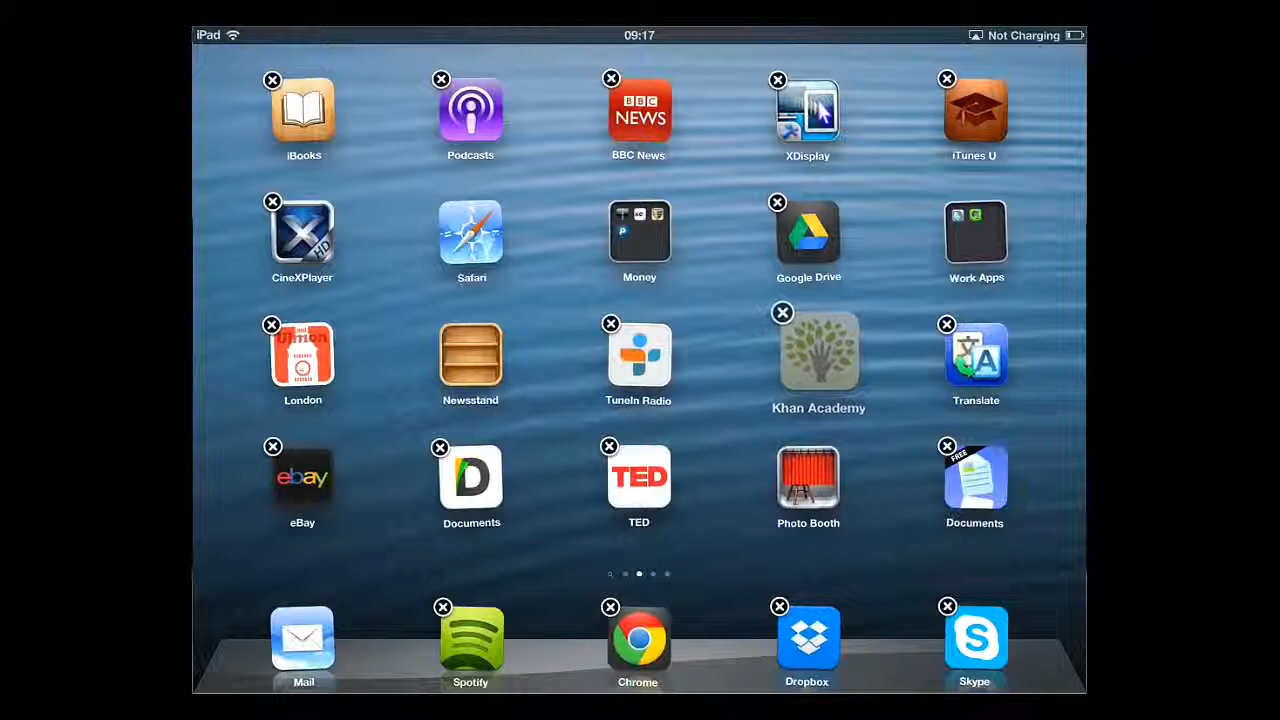 iPad 09:17 Not Charging
BBC
NEWS
iBooks Podcasts BBC News XDisplay iTunes U
X
HD
CineXPlayer Safari Money Google Drive Work Apps
Ulmon
A
London Newsstand TuneIn Radio Khan Academy Translate
ebay D TED FREE
eBay Documents TED Photo Booth Documents
S
Mail Spotify Chrome Dropbox Skype